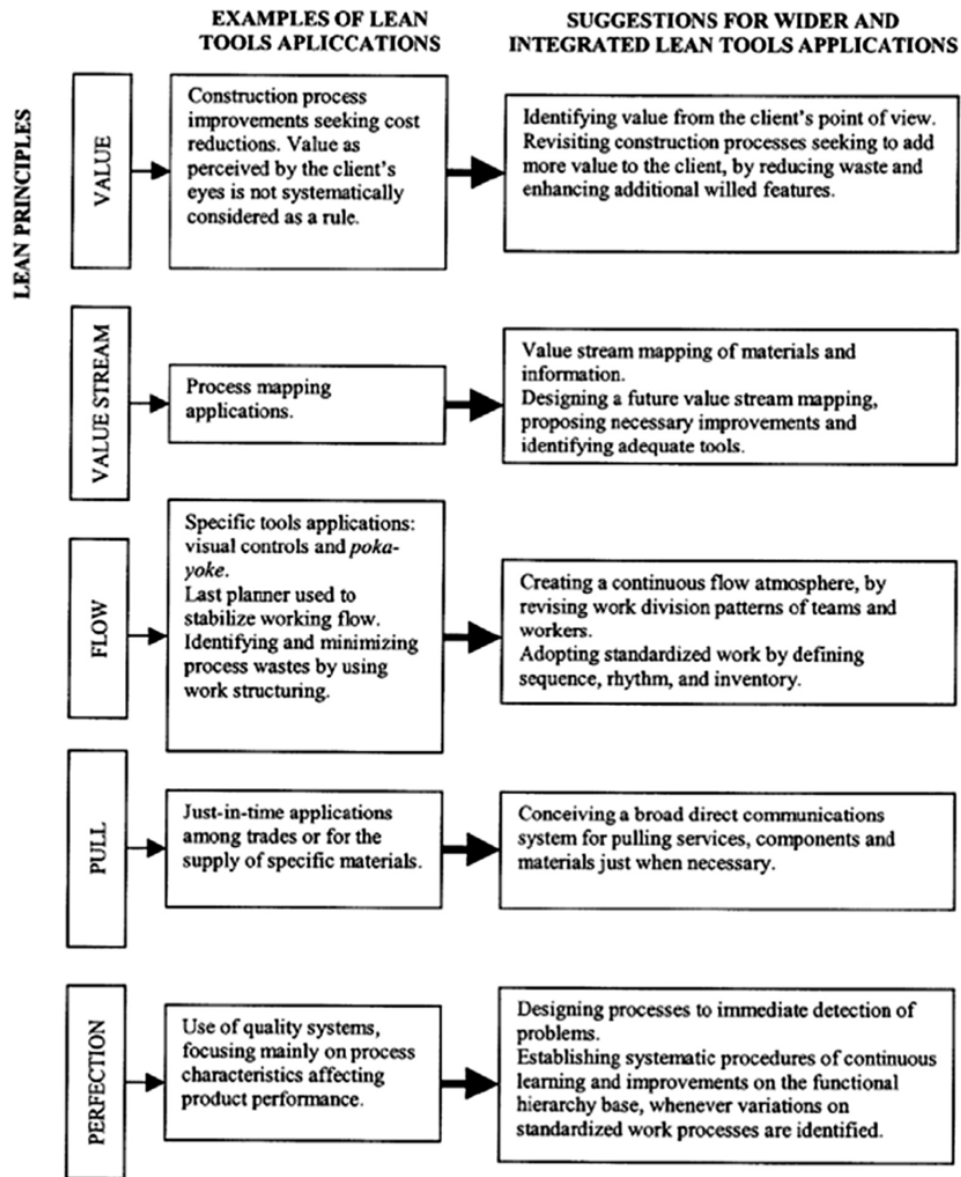 EXAMPLES OF LEAN
TOOLS APLICCATIONS
SUGGESTIONS FOR WIDER AND
INTEGRATED LEAN TOOLS APPLICATIONS
LEAN PRINCIPLES
VALUE
Construction process
improvements seeking cost
reductions. Value as
perceived by the client's
eyes is not systematically
considered as a rule.
Identifying value from the client's point of view.
Revisiting construction processes seeking to add
more value to the client, by reducing waste and
enhancing additional willed features.
VALUE STREAM
Process mapping
applications.
Value stream mapping of materials and
information.
Designing a future value stream mapping,
proposing necessary improvements and
identifying adequate tools.
FLOW
Specific tools applications:
visual controls and poka-
yoke.
Last planner used to
stabilize working flow.
Identifying and minimizing
process wastes by using
work structuring.
Creating a continuous flow atmosphere, by
revising work division patterns of teams and
workers.
Adopting standardized work by defining
sequence, rhythm, and inventory.
PULL
Just-in-time applications
among trades or for the
supply of specific materials.
Conceiving a broad direct communications
system for pulling services, components and
materials just when necessary.
PERFECTION
Use of quality systems,
focusing mainly on process
characteristics affecting
product performance.
Designing processes to immediate detection of
problems.
Establishing systematic procedures of continuous
learning and improvements on the functional
hierarchy base, whenever variations on
standardized work processes are identified.